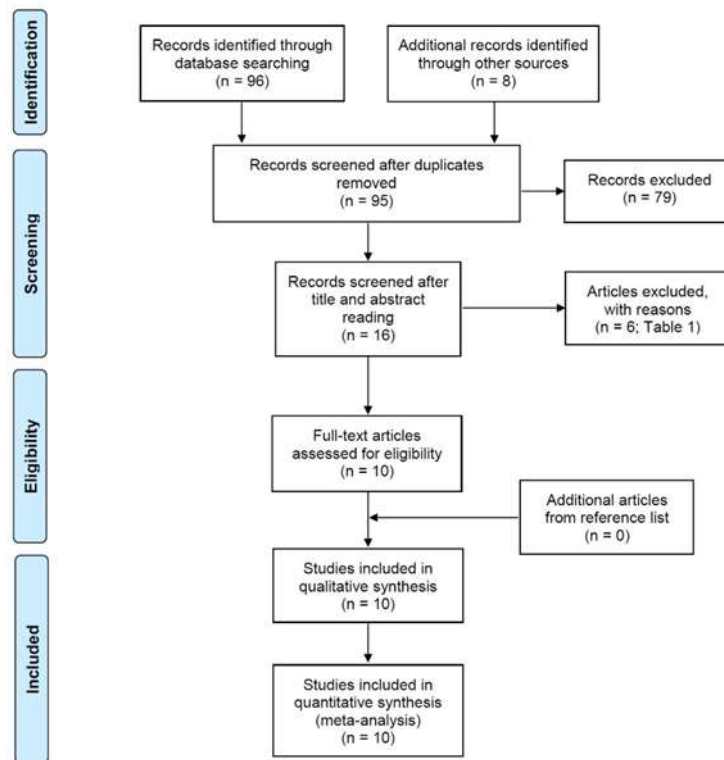 Identification
Records identified through
database searching
(n = 96)
Additional records identified
through other sources
(n = 8)
Screening
Records screened after duplicates
removed
(n = 95)
Records excluded
(n = 79)
Records screened after
title and abstract
reading
(n = 16)
Articles excluded,
with reasons
(n = 6; Table 1)
Eligibility
Full-text articles
assessed for eligibility
(n = 10)
Additional articles
from reference list
(n = 0)
Included
Studies included in
qualitative synthesis
(n = 10)
Studies included in
quantitative synthesis
(meta-analysis)
(n = 10)